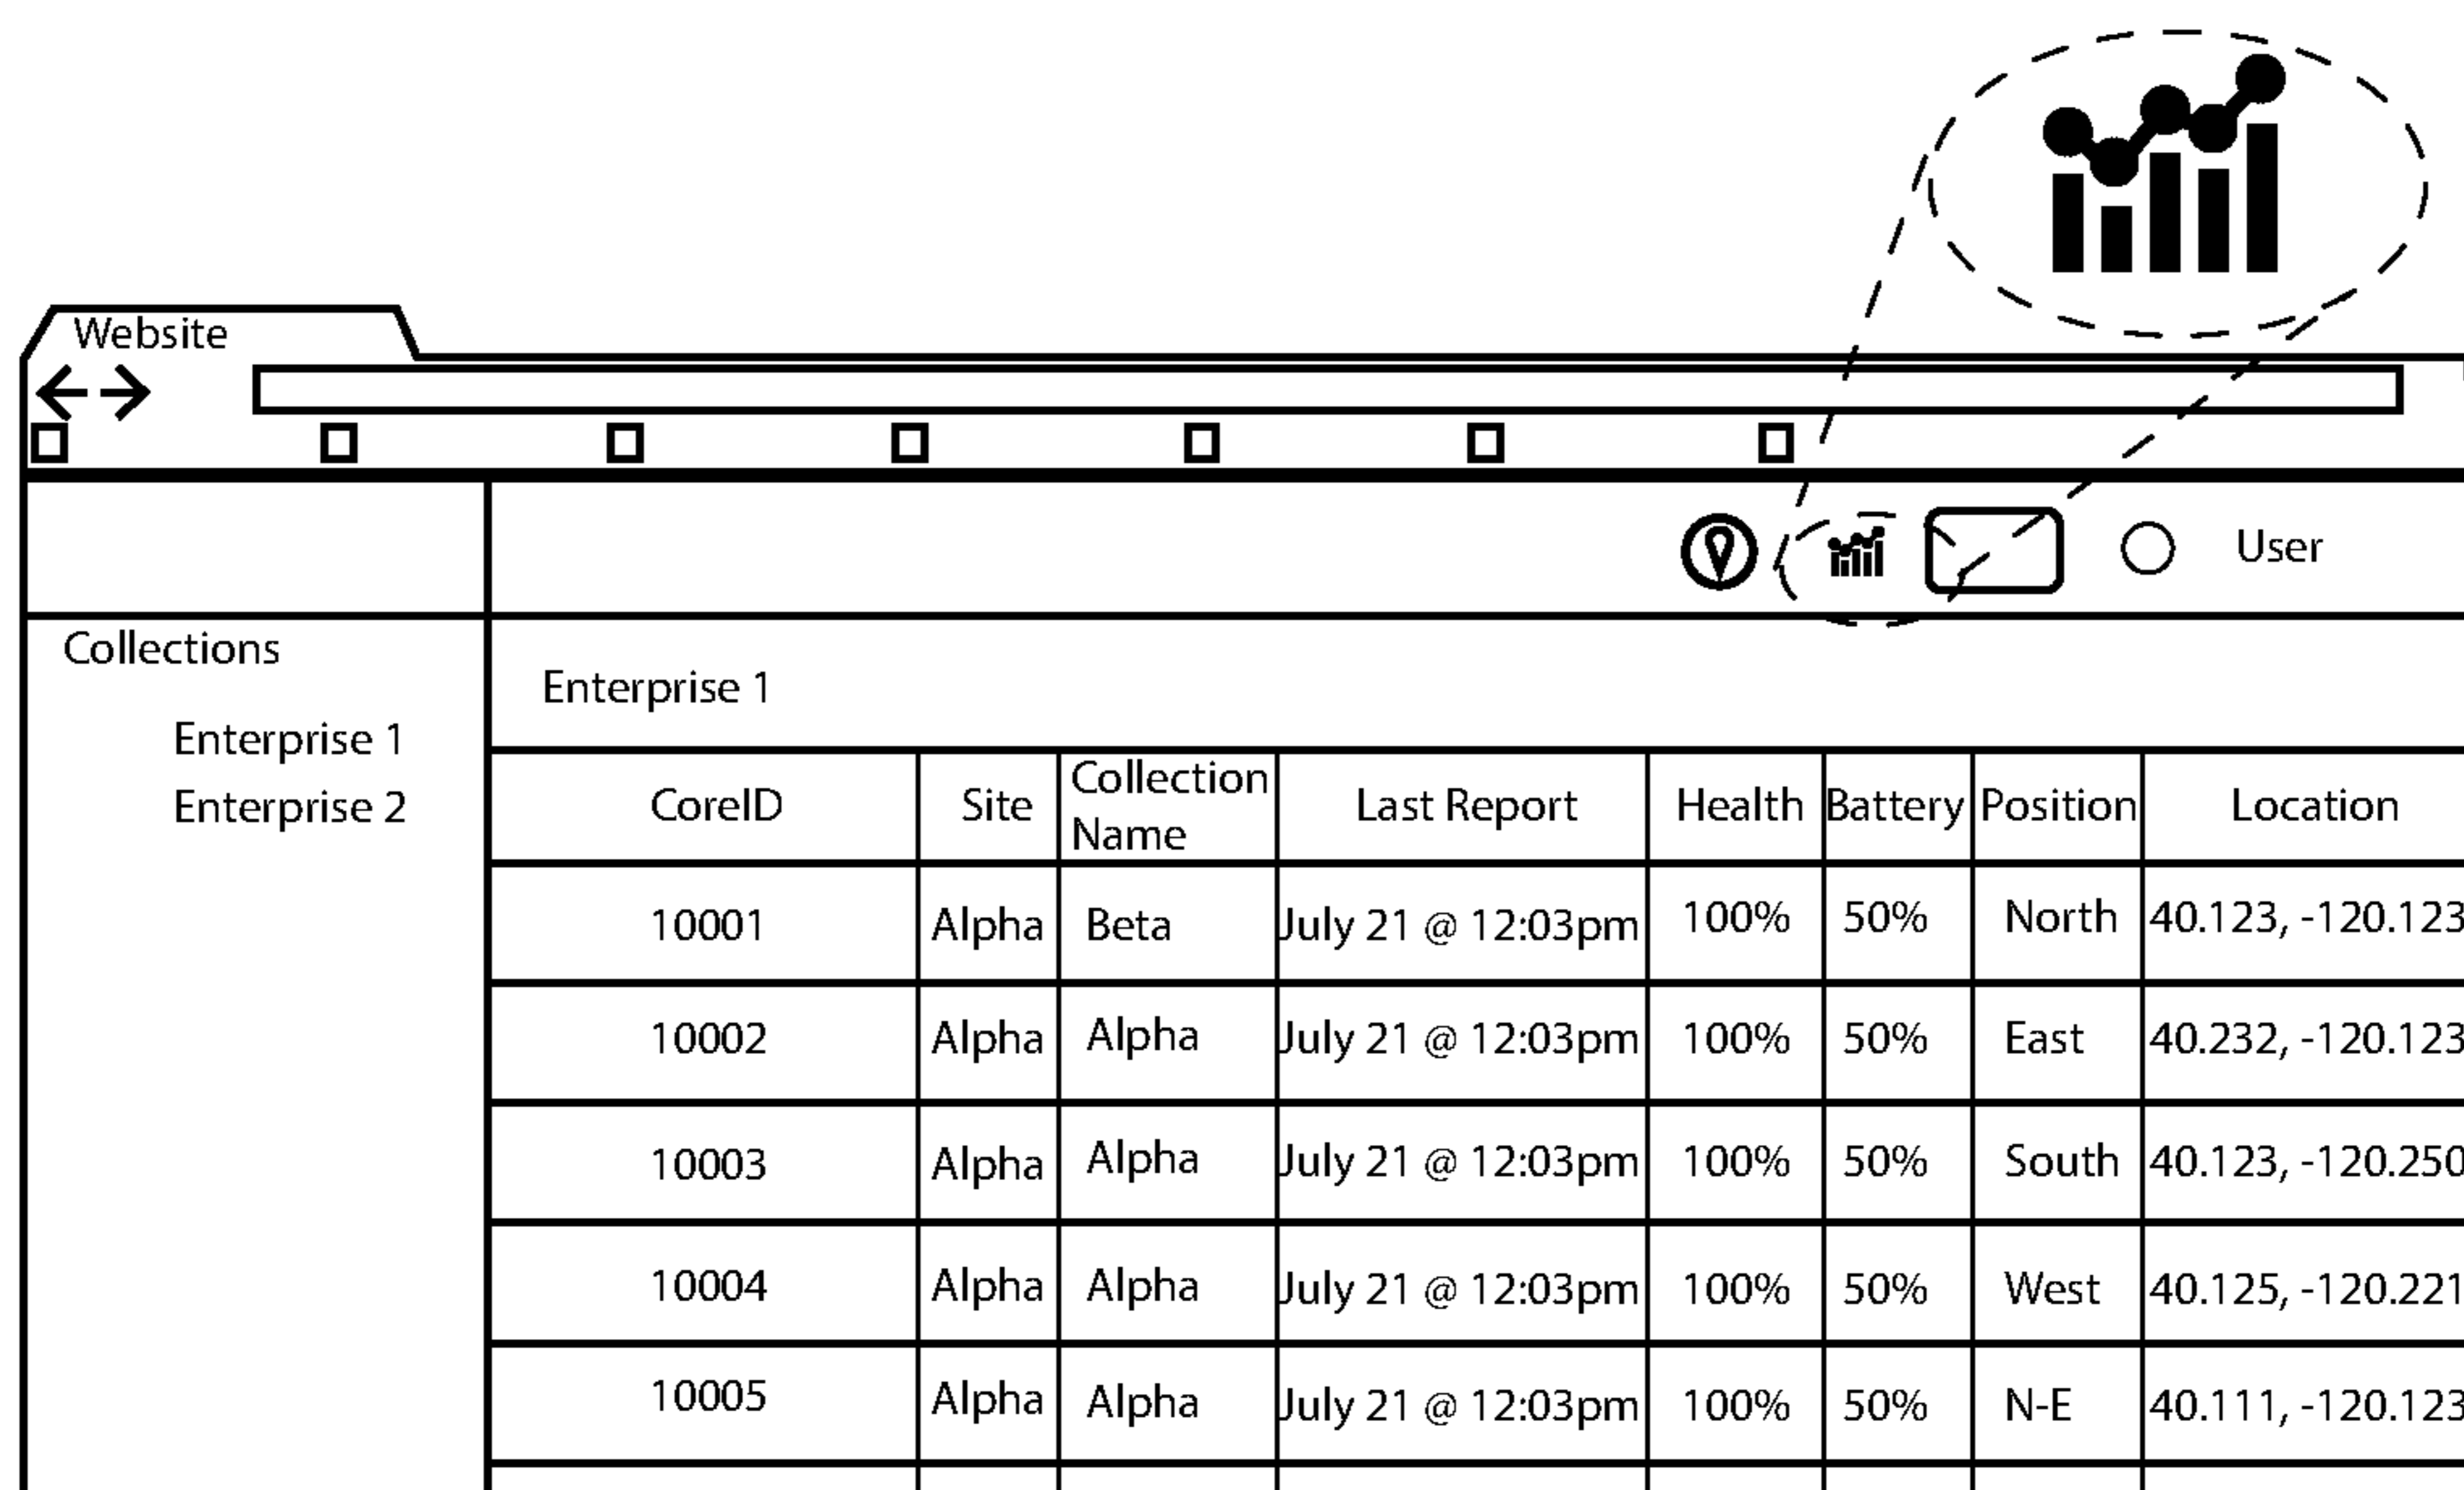 Website
User
Collections
Enterprise 1
Enterprise 2
Enterprise 1
CoreID Site Collection Name Last Report Health Battery Position Location
10001 Alpha Beta July 21 @ 12:03pm 100% 50% North 40.123, -120.123
10002 Alpha Alpha July 21 @ 12:03pm 100% 50% East 40.232, -120.123
10003 Alpha Alpha July 21 @ 12:03pm 100% 50% South 40.123, -120.250
10004 Alpha Alpha July 21 @ 12:03pm 100% 50% West 40.125, -120.221
10005 Alpha Alpha July 21 @ 12:03pm 100% 50% N-E 40.111, -120.123